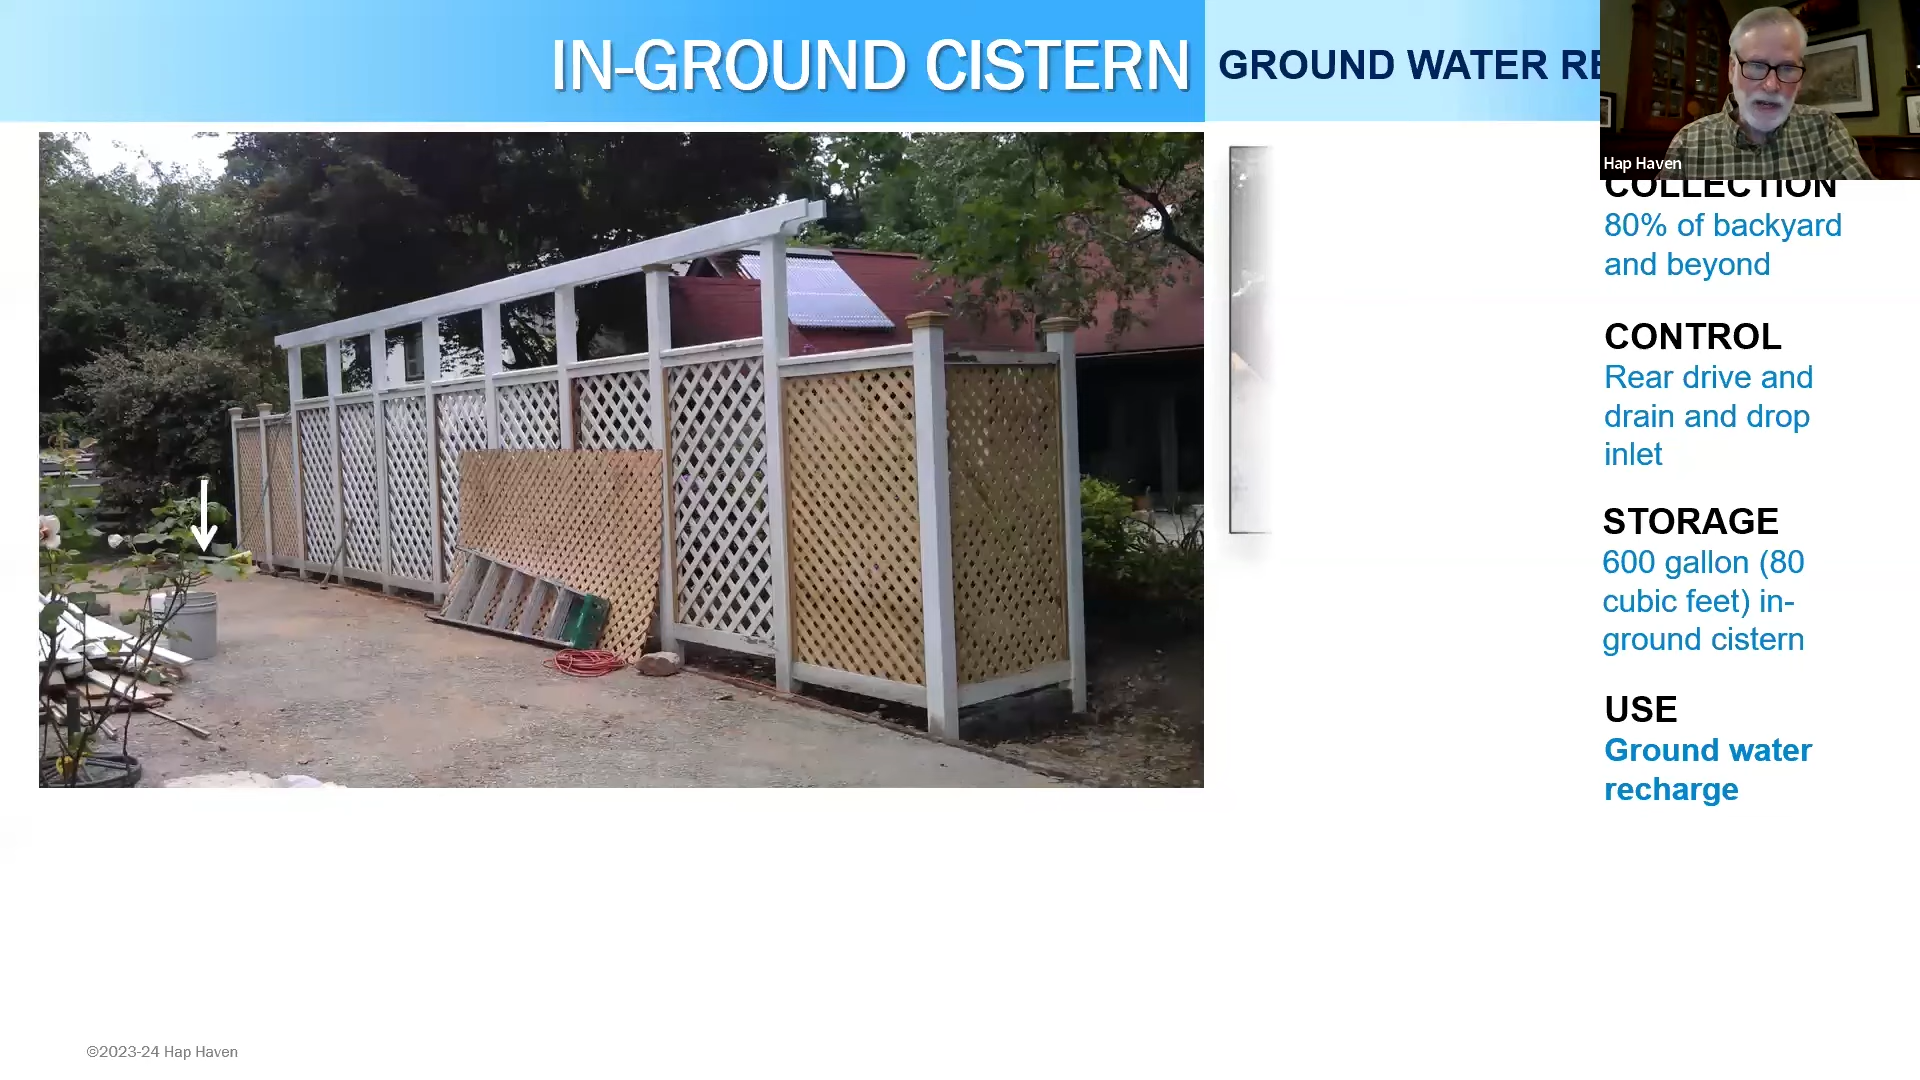 IN-GROUND CISTERN
GROUND WATER
Hap Haven
COLLECTION
80% of backyard
and beyond
CONTROL
Rear drive and
drain and drop
inlet
STORAGE
600 gallon (80
cubic feet) in-
ground cistern
USE
Ground water
recharge
©2023-24 Hap Haven